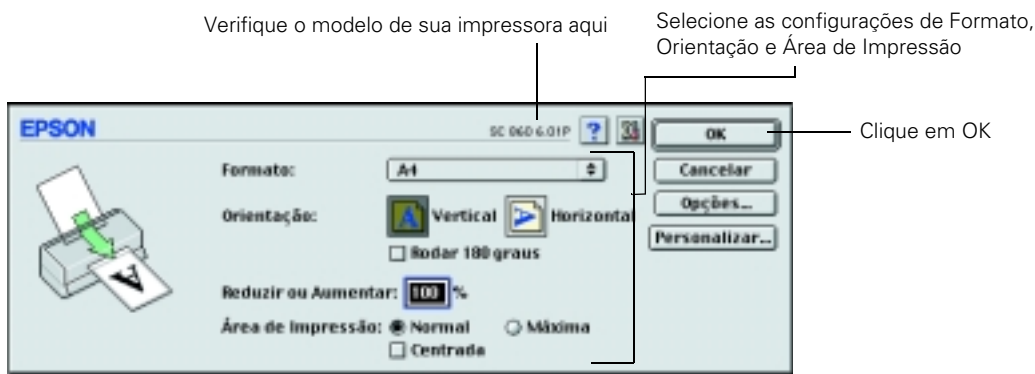 Verifique o modelo de sua impressora aqui
Selecione as configurações de Formato,
Orientação e Área de Impressão
EPSON
SC 860 6.01P
?
OK
Clique em OK
Formato:
A4
Cancelar
Orientação:
A
Vertical
A
Horizontal
Opções...
Rodar 180 graus
Personalizar...
Reduzir ou Aumentar: 100 %
Área de Impressão: Normal Máxima
Centrada
A